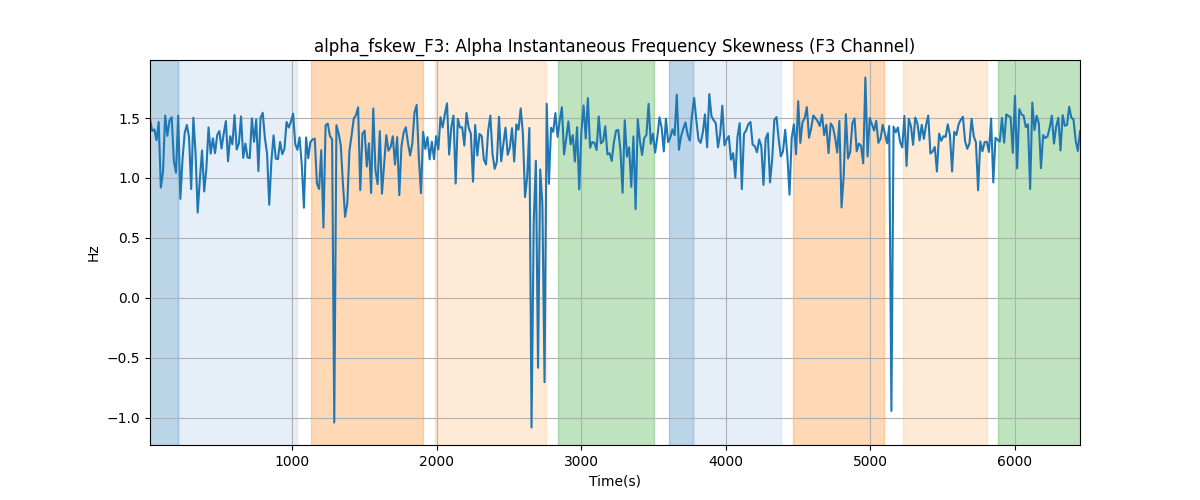 alpha_fskew_F3: Alpha Instantaneous Frequency Skewness (F3 Channel)
Hz
1.5
1.0
0.5
0.0
−0.5
−1.0
1000 2000 3000 4000 5000 6000
Time(s)